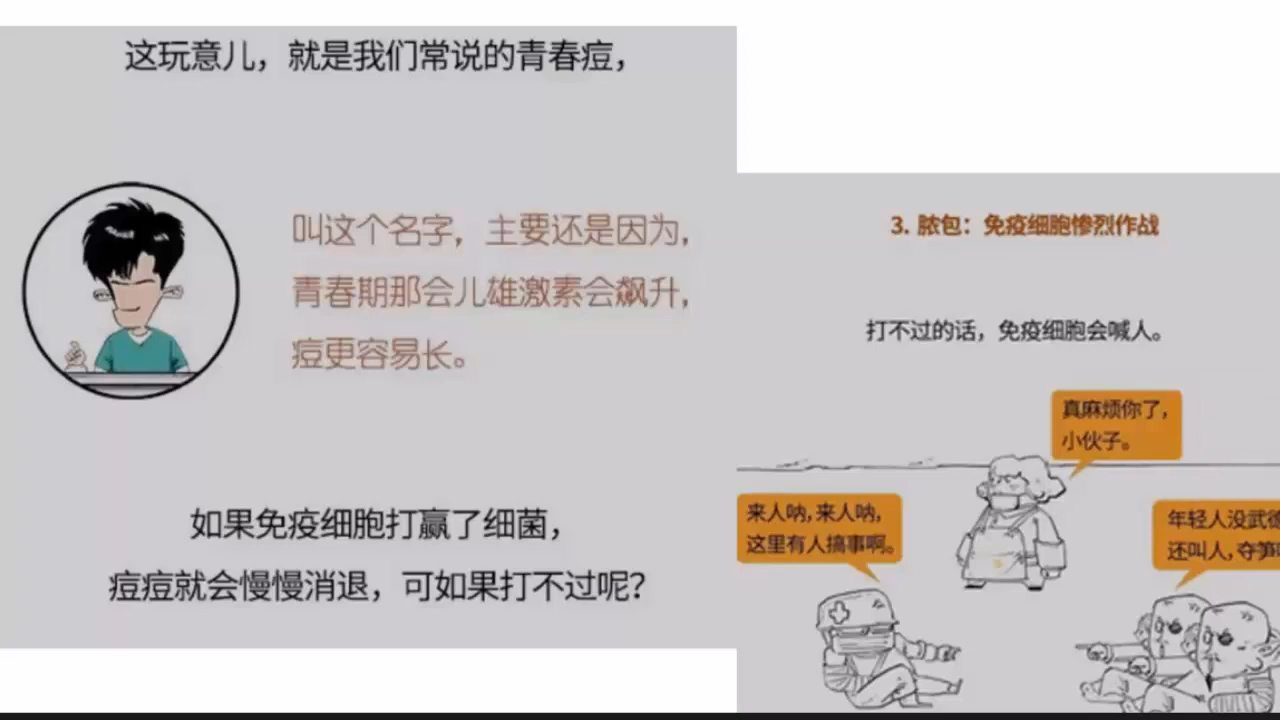 这玩意儿，就是我们常说的青春痘，
叫这个名字，主要还是因为，
青春期那会儿雄激素会飙升，
痘更容易长。
如果免疫细胞打赢了细菌，
痘痘就会慢慢消退，可如果打不过呢？
3. 脓包：免疫细胞惨烈作战
打不过的话，免疫细胞会喊人。
真麻烦你了，
小伙子。
来人呐，来人呐，
这里有人搞事啊。
年轻人没武德
还叫人，夺笋